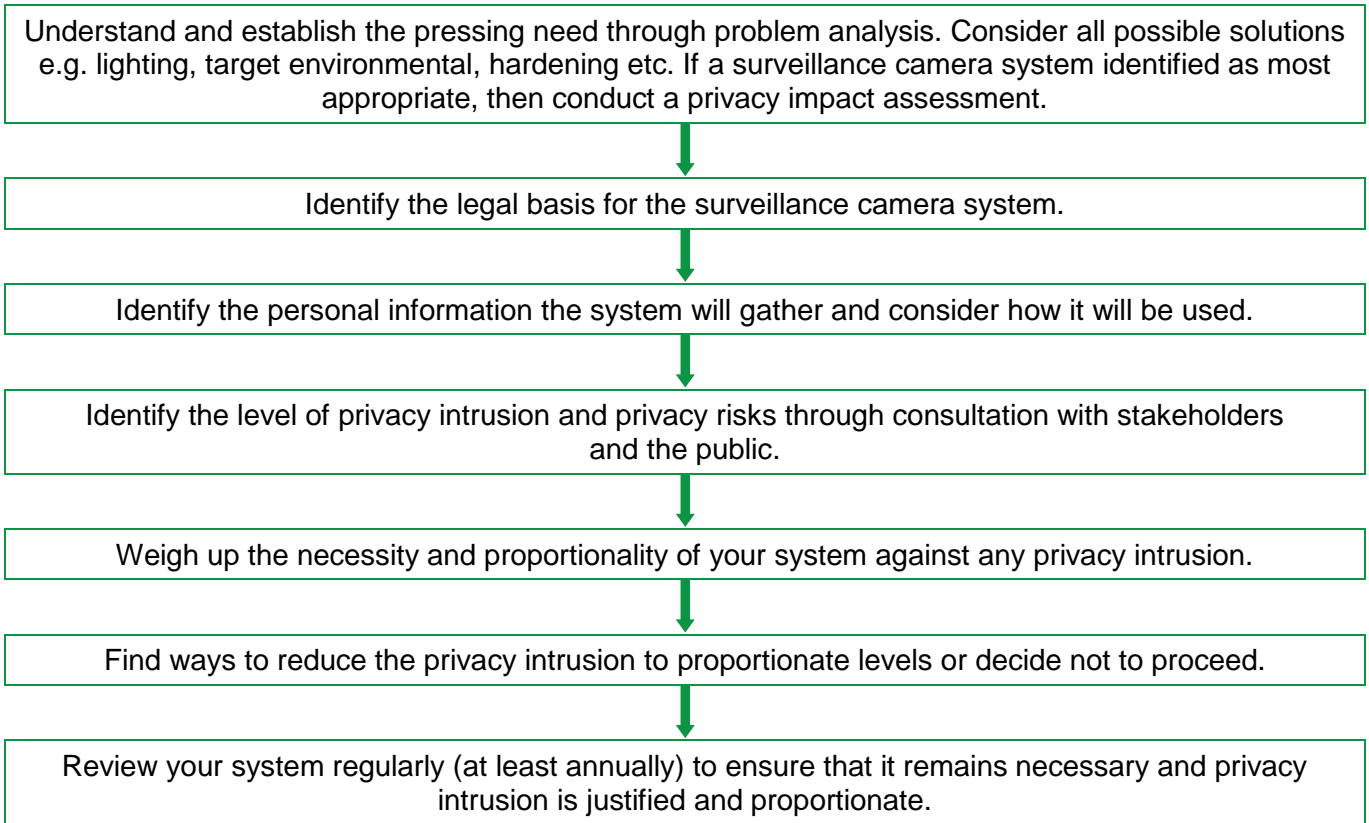 Understand and establish the pressing need through problem analysis. Consider all possible solutions
e.g. lighting, target environmental, hardening etc. If a surveillance camera system identified as most
appropriate, then conduct a privacy impact assessment.
Identify the legal basis for the surveillance camera system.
Identify the personal information the system will gather and consider how it will be used.
Identify the level of privacy intrusion and privacy risks through consultation with stakeholders
and the public.
Weigh up the necessity and proportionality of your system against any privacy intrusion.
Find ways to reduce the privacy intrusion to proportionate levels or decide not to proceed.
Review your system regularly (at least annually) to ensure that it remains necessary and privacy
intrusion is justified and proportionate.